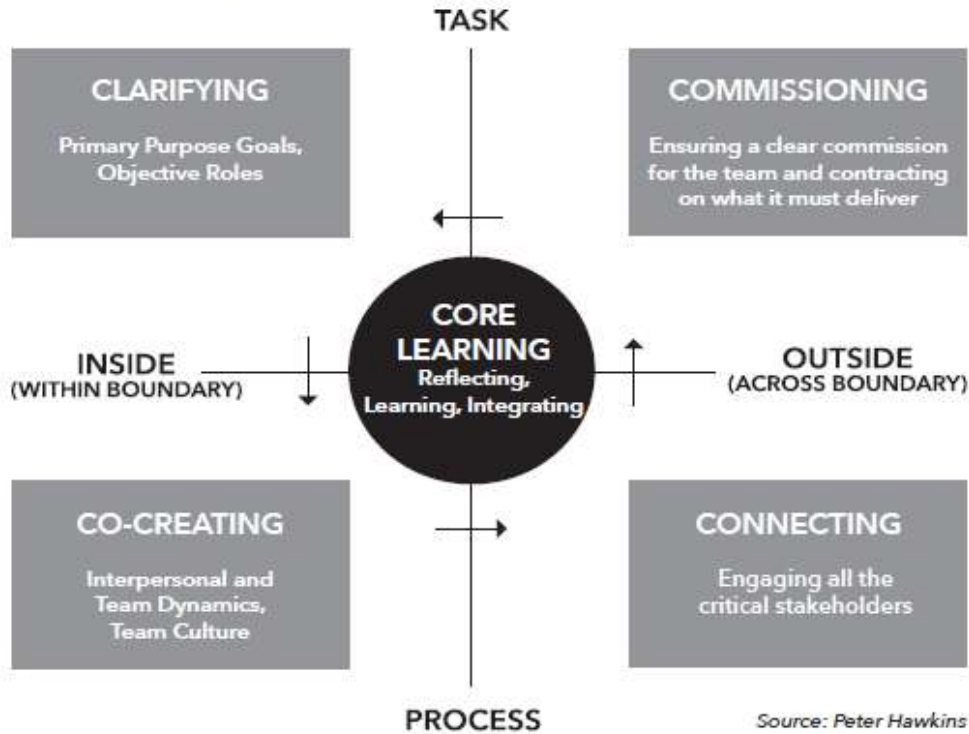 TASK
CLARIFYING
Primary Purpose Goals,
Objective Roles
COMMISSIONING
Ensuring a clear commission
for the team and contracting
on what it must deliver
INSIDE
(WITHIN BOUNDARY)
CORE
LEARNING
Reflecting,
Learning, Integrating
OUTSIDE
(ACROSS BOUNDARY)
CO-CREATING
Interpersonal and
Team Dynamics,
Team Culture
CONNECTING
Engaging all the
critical stakeholders
PROCESS
Source: Peter Hawkins